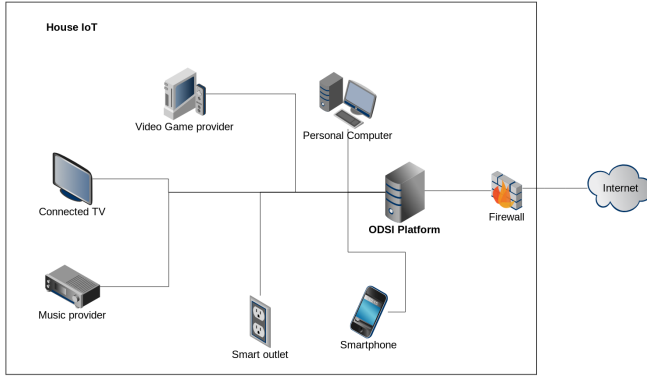 House IoT
Video Game provider
Personal Computer
Connected TV
ODSI Platform
Firewall
Internet
Music provider
Smart outlet
Smartphone